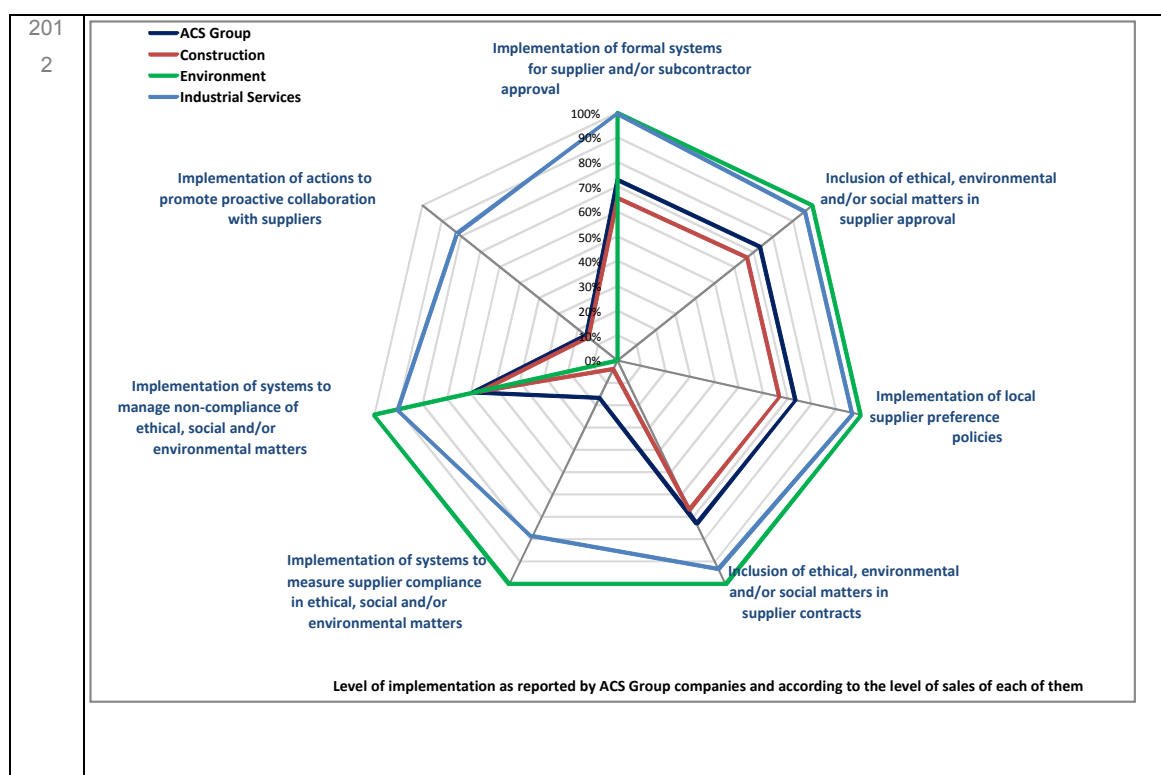 201
2
ACS Group
Construction
Environment
Industrial Services
Implementation of formal systems
for supplier and/or subcontractor
approval
100%
90%
80%
70%
60%
50%
40%
30%
20%
10%
0%
Inclusion of ethical, environmental
and/or social matters in
supplier approval
Implementation of local
supplier preference
policies
Inclusion of ethical, environmental
and/or social matters in
supplier contracts
Implementation of systems to
measure supplier compliance
in ethical, social and/or
environmental matters
Implementation of systems to
manage non-compliance of
ethical, social and/or
environmental matters
Implementation of actions to
promote proactive collaboration
with suppliers
Level of implementation as reported by ACS Group companies and according to the level of sales of each of them